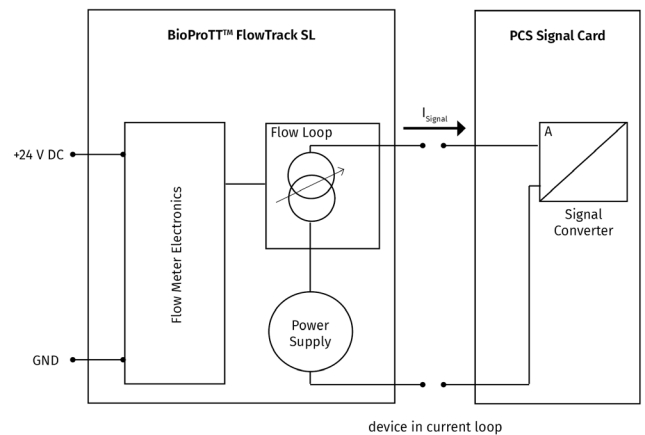 BioProTT™ FlowTrack SL
PCS Signal Card
I Signal
Flow Loop
A
+24 V DC
Flow Meter Electronics
Signal
Converter
Power
Supply
GND
device in current loop